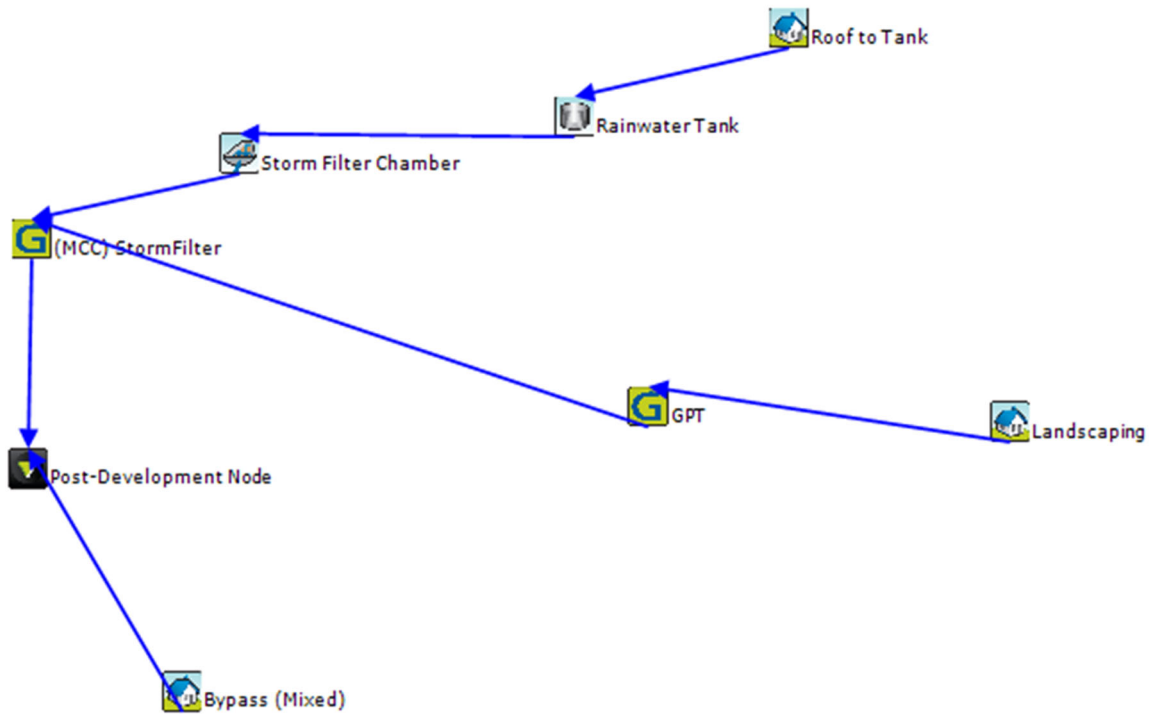 Roof to Tank
Rainwater Tank
Storm Filter Chamber
G (MCC) StormFilter
G GPT
Landscaping
Post-Development Node
Bypass (Mixed)